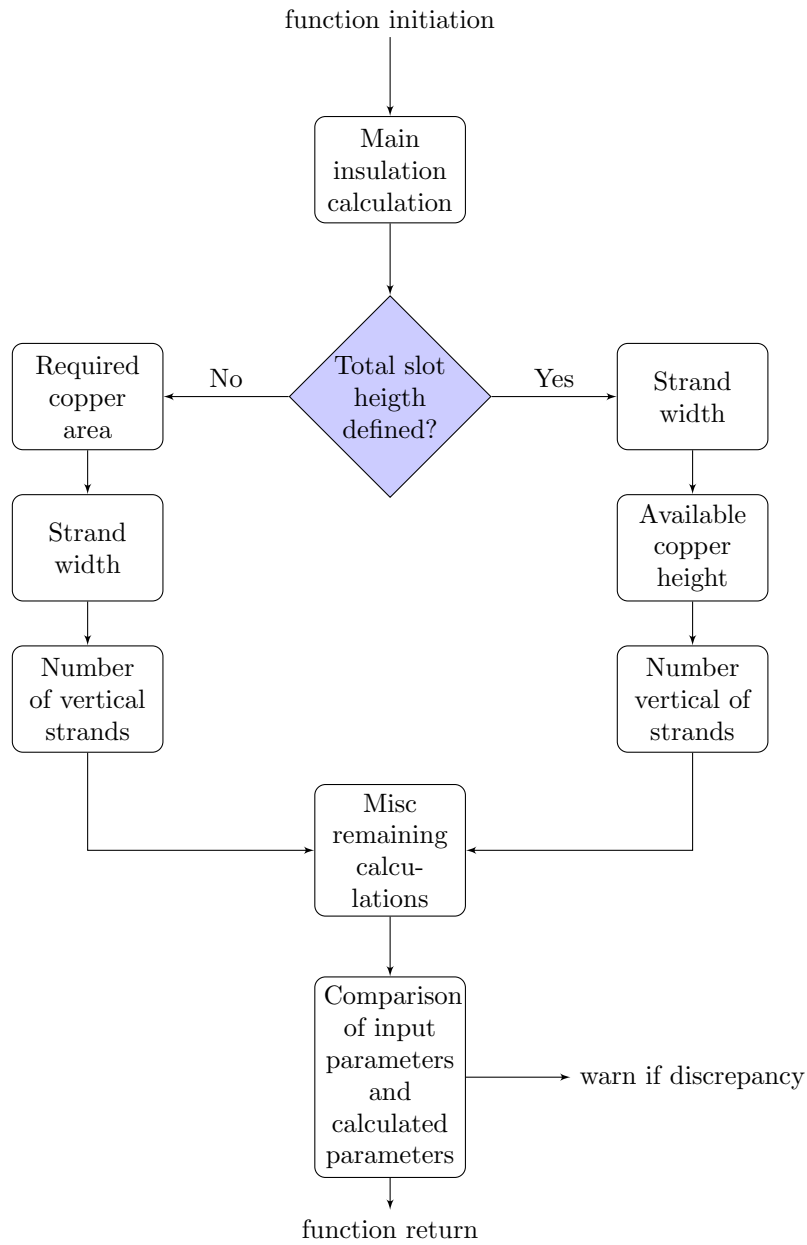 function initiation
Main
insulation
calculation
Total slot
heigth
defined?
No
Yes
Required
copper
area
Strand
width
Number
of vertical
strands
Strand
width
Available
copper
height
Number
vertical of
strands
Misc
remaining
calcu-
lations
Comparison
of input
parameters
and
calculated
parameters
warn if discrepancy
function return